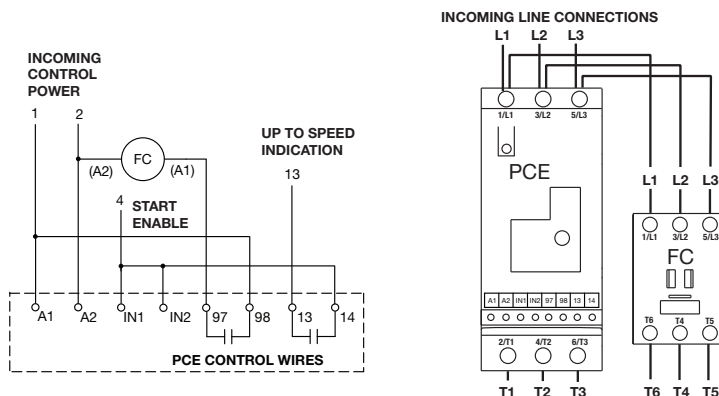 INCOMING
CONTROL
POWER
1 2
FC
(A2) (A1)
4 START
ENABLE
UP TO SPEED
INDICATION
13
A1 A2 IN1 IN2 97 98 13 14
PCE CONTROL WIRES
INCOMING LINE CONNECTIONS
L1 L2 L3
1/L1 3/L2 5/L3
PCE
A1 A2 IN1 IN2 97 98 13 14
2/T1 4/T2 6/T3
T1 T2 T3
L1 L2 L3
1/L1 3/L2 5/L3
FC
T6 T4 T5
T6 T4 T5